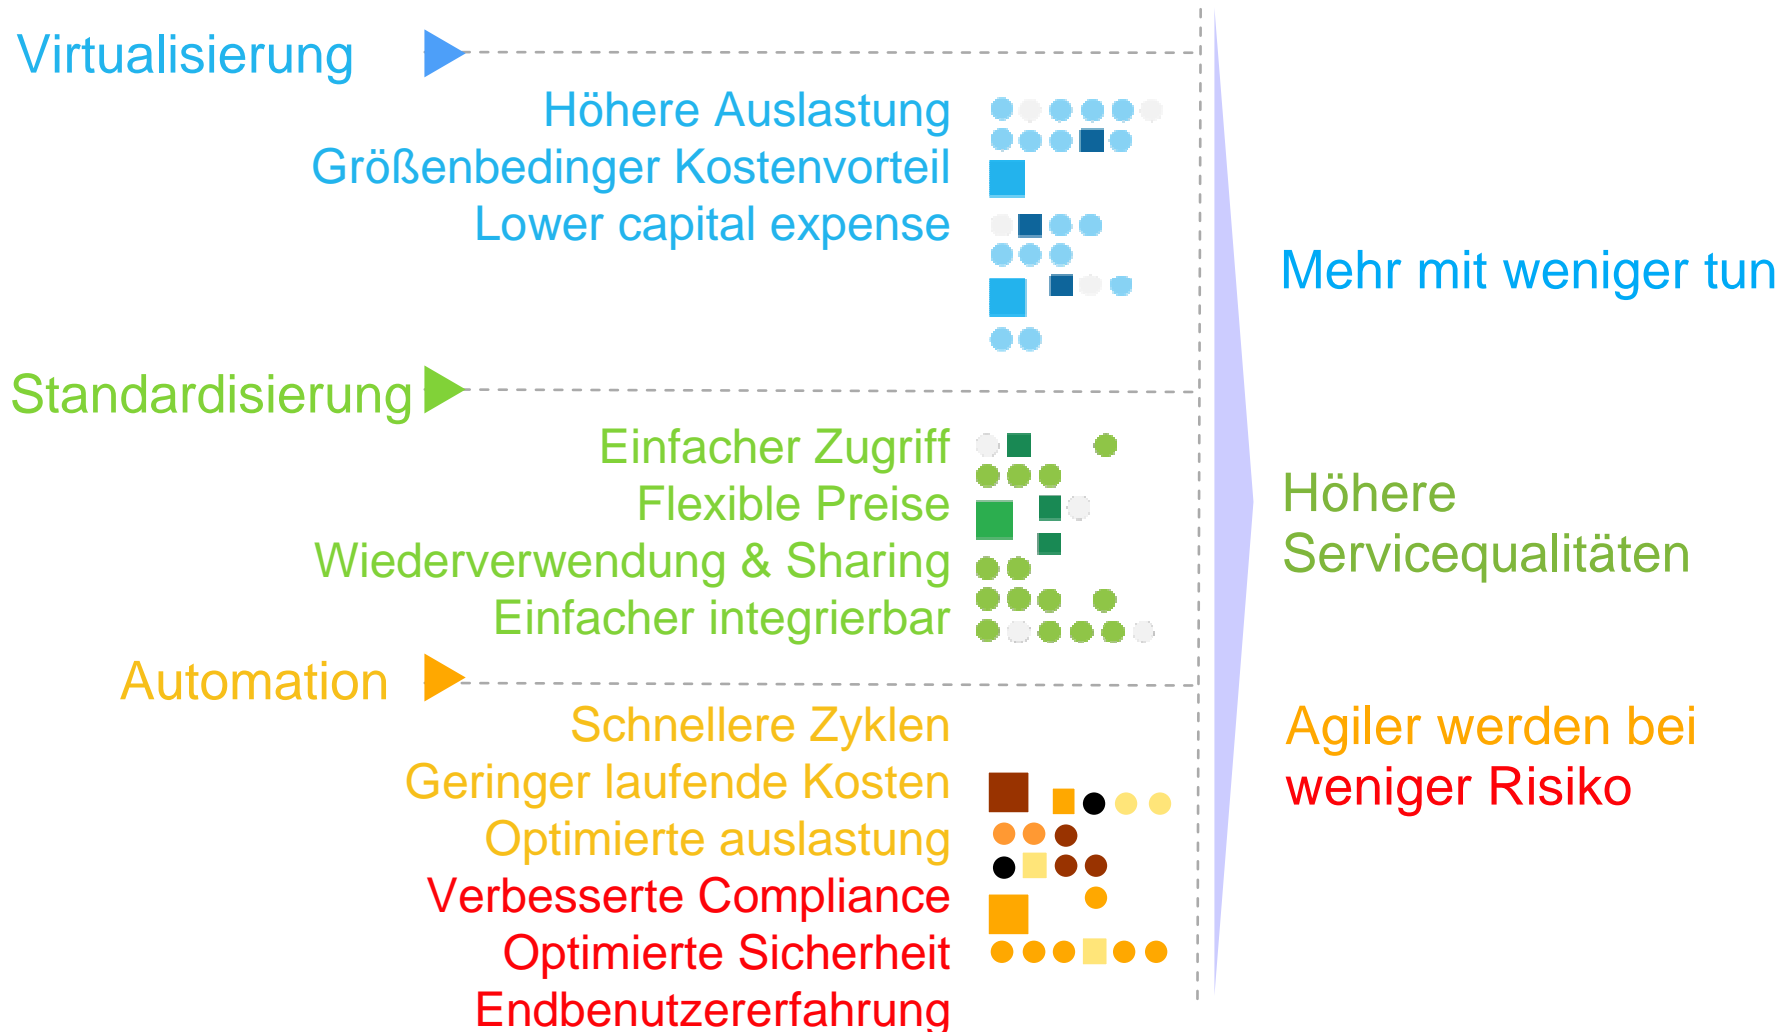 Virtualisierung
Höhere Auslastung
Größenbedinger Kostenvorteil
Lower capital expense
Standardisierung
Einfacher Zugriff
Flexible Preise
Wiederverwendung & Sharing
Einfacher integrierbar
Automation
Schnellere Zyklen
Geringer laufende Kosten
Optimierte auslastung
Verbesserte Compliance
Optimierte Sicherheit
Endbenutzererfahrung
Mehr mit weniger tun
Höhere
Servicequalitäten
Agiler werden bei
weniger Risiko